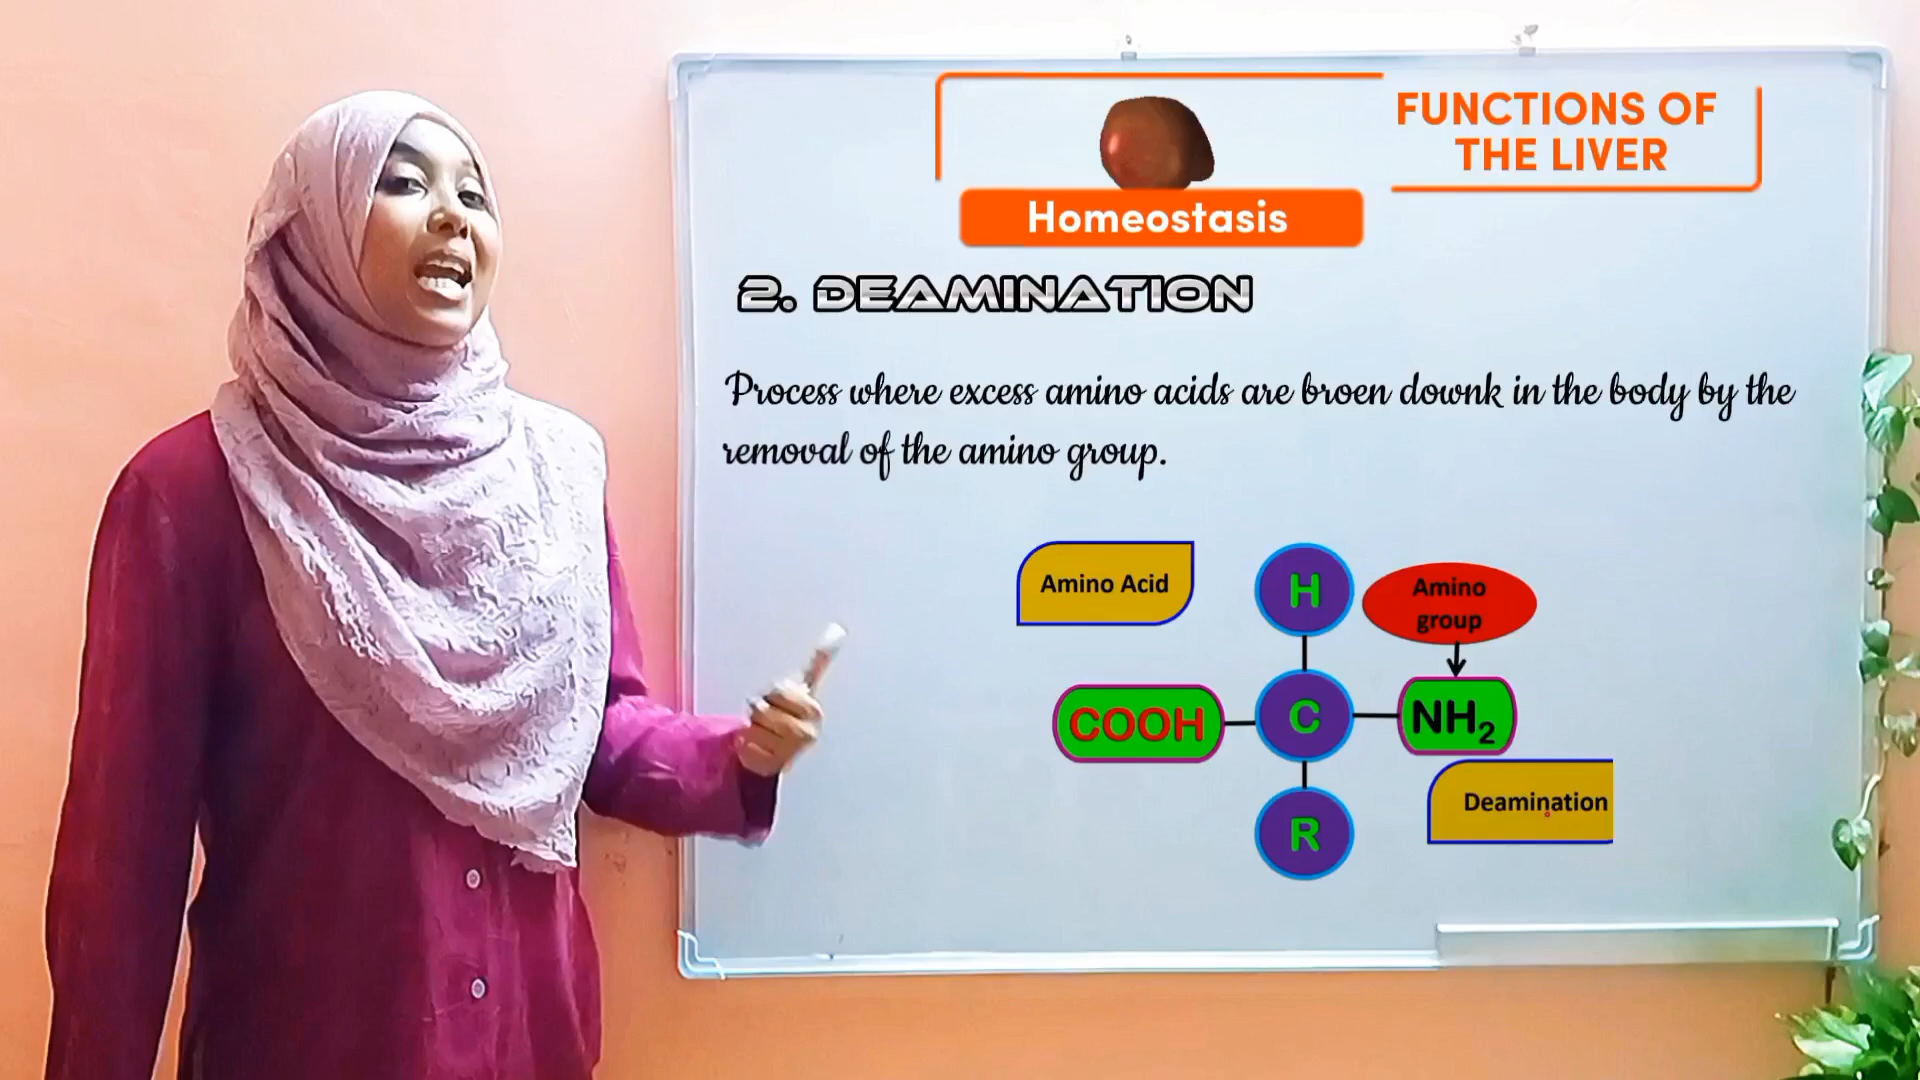 FUNCTIONS OF
THE LIVER
Homeostasis
2. DEAMINATION
Process where excess amino acids are broen downk in the body by the
removal of the amino group.
Amino Acid
H
Amino
group
COOH
C
NH₂
Deamination
R